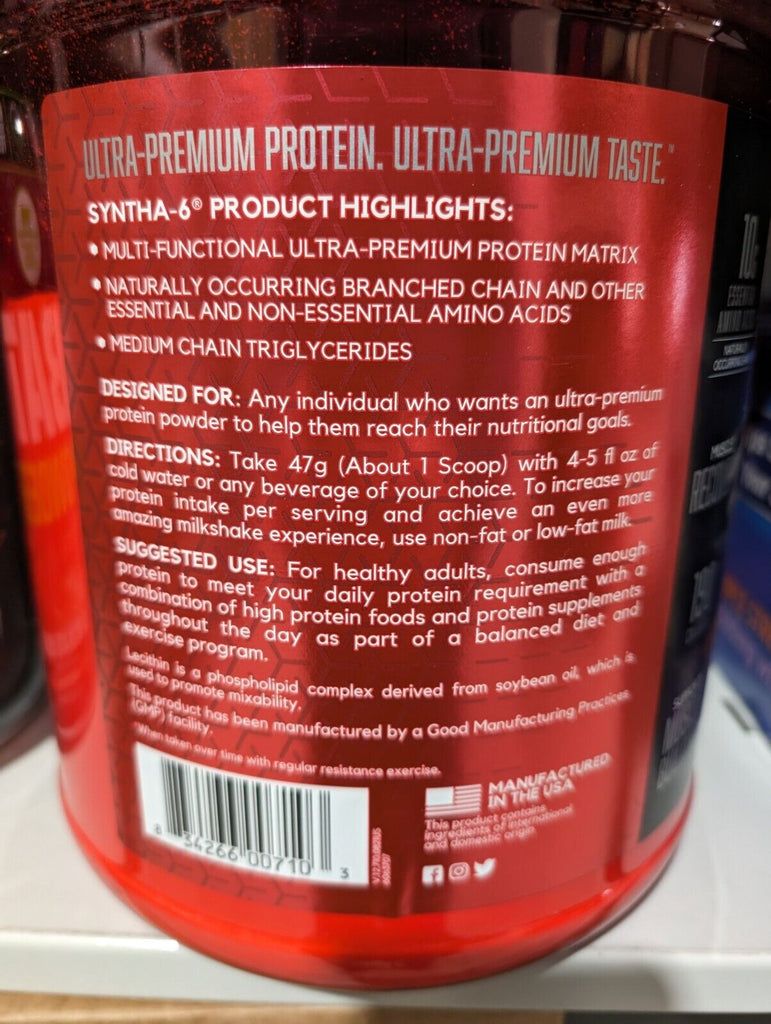 ULTRA-PREMIUM PROTEIN. ULTRA-PREMIUM TASTE.™
SYNTHA-6® PRODUCT HIGHLIGHTS:
• MULTI-FUNCTIONAL ULTRA-PREMIUM PROTEIN MATRIX
• NATURALLY OCCURRING BRANCHED CHAIN AND OTHER
ESSENTIAL AND NON-ESSENTIAL AMINO ACIDS
• MEDIUM CHAIN TRIGLYCERIDES
DESIGNED FOR: Any individual who wants an ultra-premium
protein powder to help them reach their nutritional goals.
DIRECTIONS: Take 47g (About 1 Scoop) with 4-5 fl oz of
cold water or any beverage of your choice. To increase your
protein intake per serving and achieve an even more
amazing milkshake experience, use non-fat or low-fat milk.
SUGGESTED USE: For healthy adults, consume enough
protein to meet your daily protein requirement with a
combination of high protein foods and protein supplements
throughout the day as part of a balanced diet and
exercise program.
Lecithin is a phospholipid complex derived from soybean oil, which is
used to promote mixability.
This product has been manufactured by a Good Manufacturing Practices
(GMP) facility.
*When taken over time with regular resistance exercise.
8 34266 00710 3
MANUFACTURED
IN THE USA
This product contains
ingredients of international
and domestic origin.
10g
AMINO